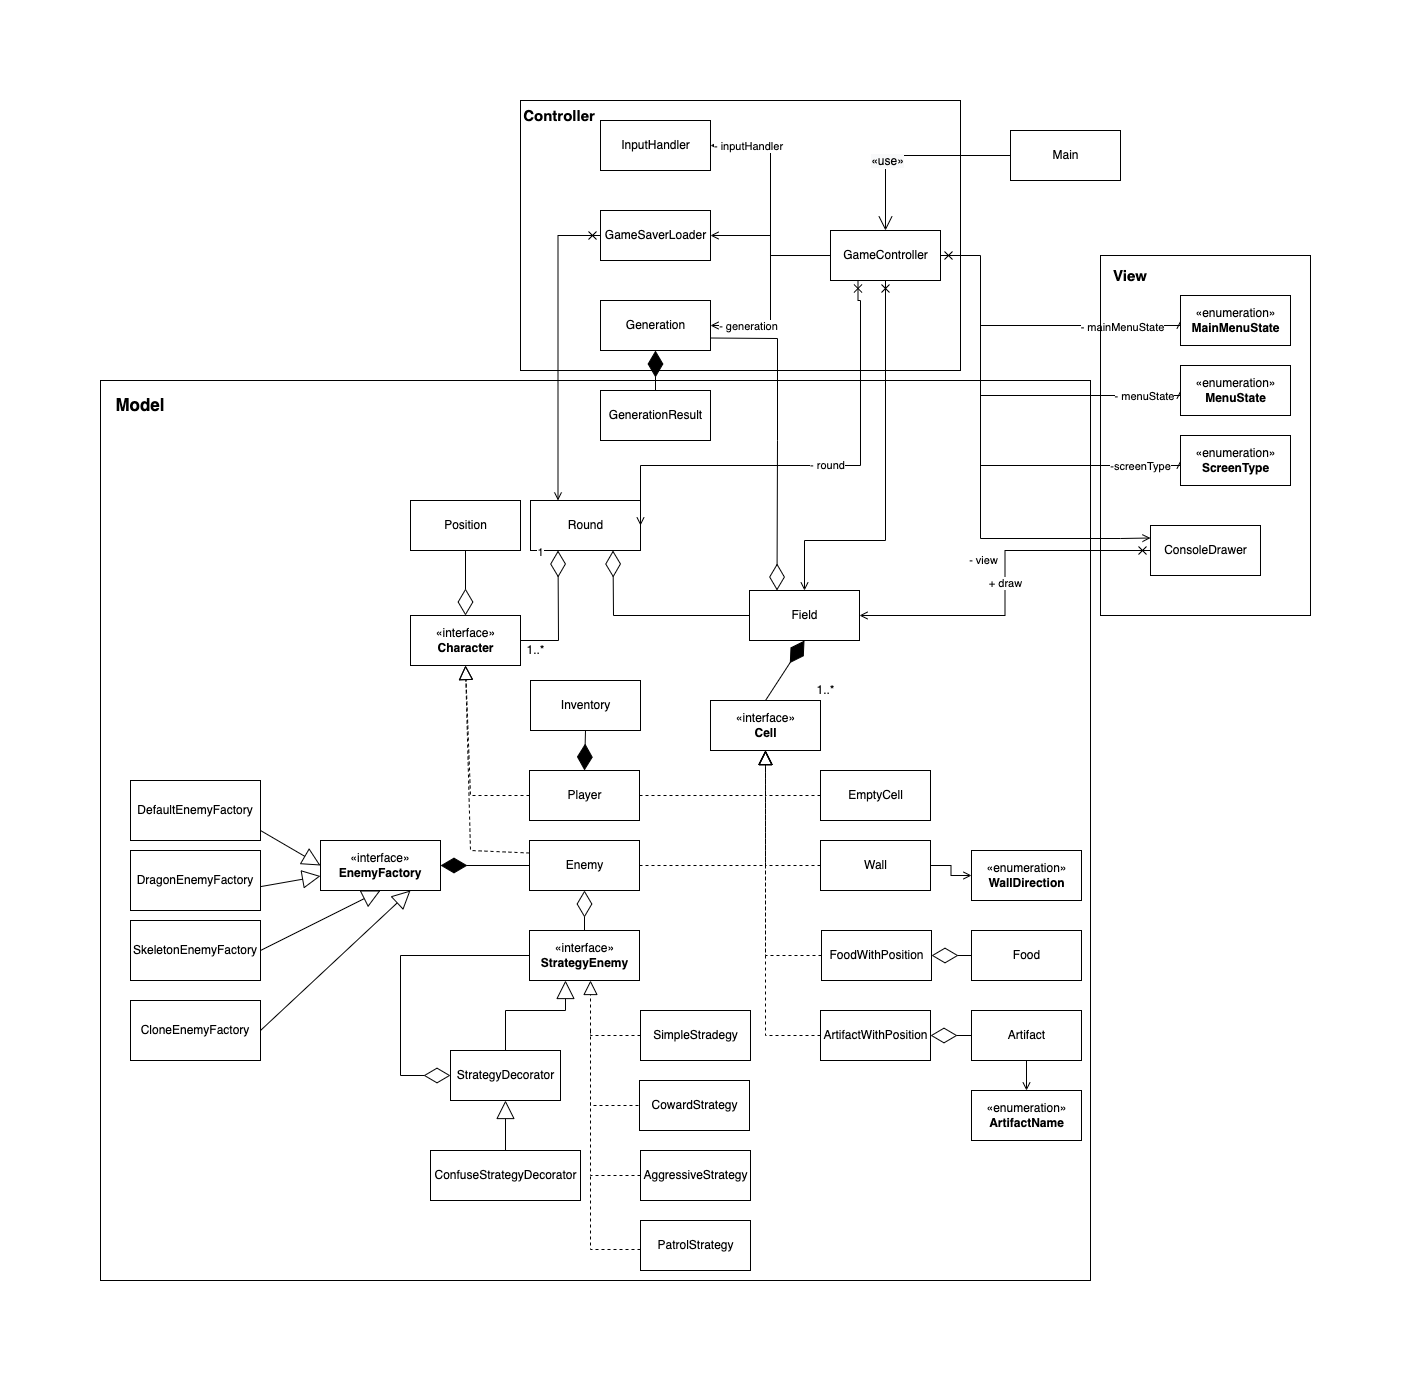 Controller
InputHandler
- inputHandler
«use»
Main
GameSaverLoader
GameController
View
«enumeration»
MainMenuState
- mainMenuState
Generation
- generation
«enumeration»
MenuState
- menuState
Model
GenerationResult
«enumeration»
ScreenType
-screenType
- round
Position
Round
1
ConsoleDrawer
- view
+ draw
Field
«interface»
Character
1..*
1..*
Inventory
«interface»
Cell
Player
EmptyCell
DefaultEnemyFactory
«interface»
EnemyFactory
Enemy
Wall
«enumeration»
WallDirection
DragonEnemyFactory
SkeletonEnemyFactory
«interface»
StrategyEnemy
FoodWithPosition
Food
CloneEnemyFactory
SimpleStradegy
ArtifactWithPosition
Artifact
StrategyDecorator
CowardStrategy
«enumeration»
ArtifactName
ConfuseStrategyDecorator
AggressiveStrategy
PatrolStrategy